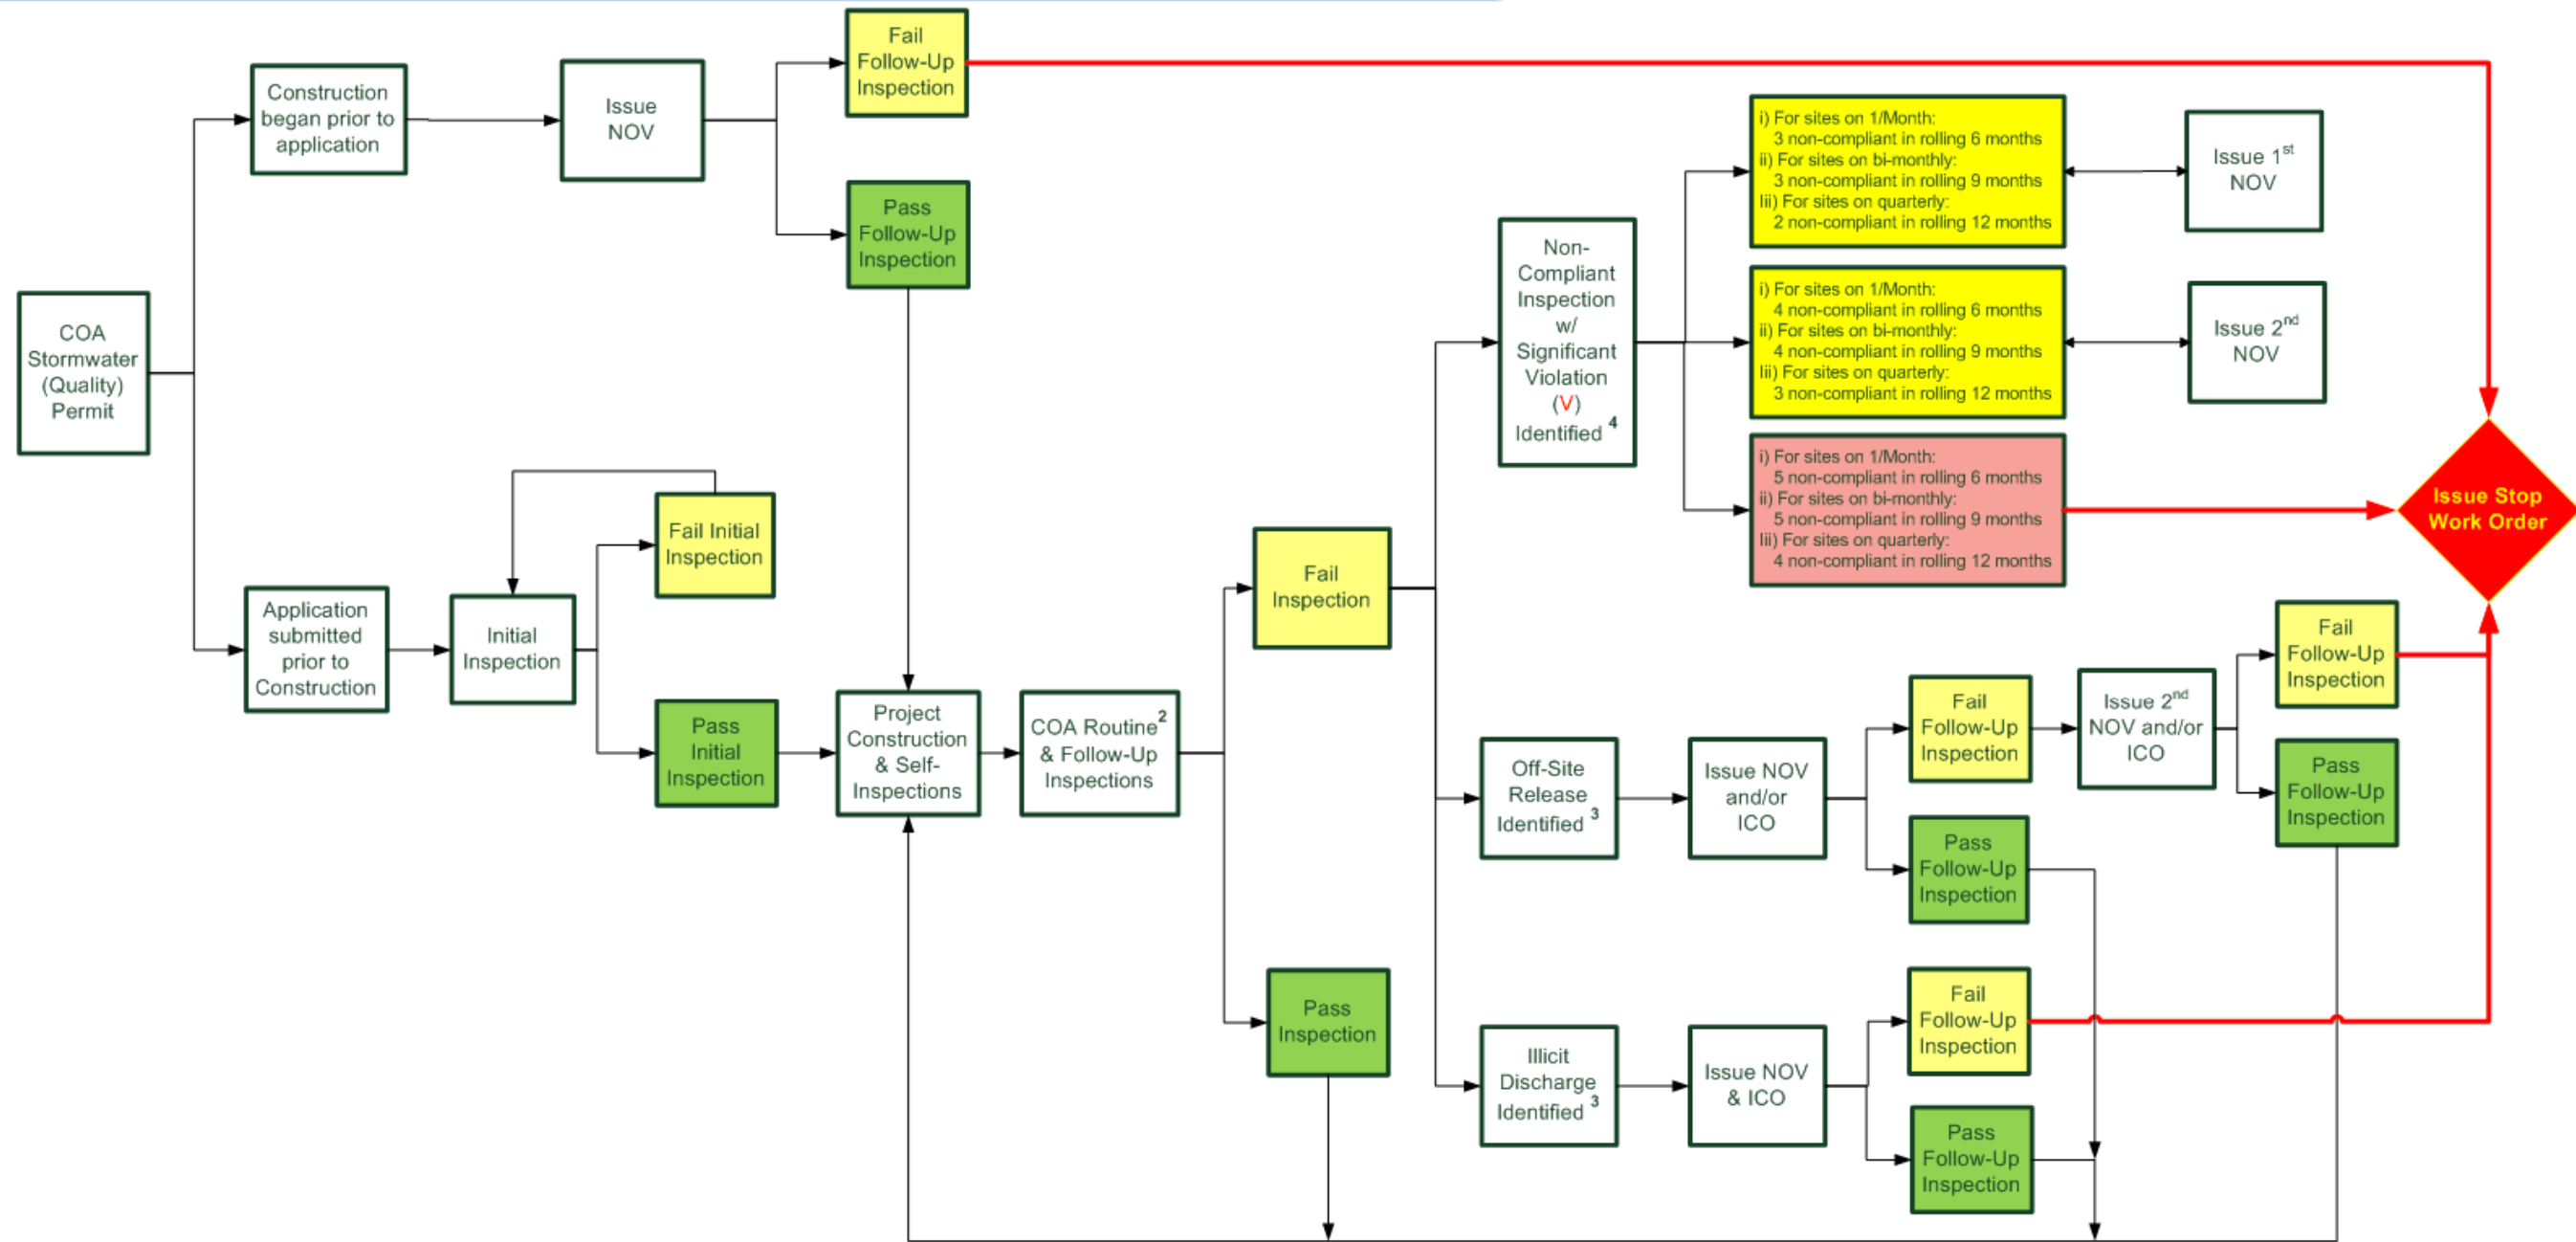 COA
Stormwater
(Quality)
Permit
Construction
began prior to
application
Issue
NOV
Fail
Follow-Up
Inspection
Pass
Follow-Up
Inspection
Application
submitted
prior to
Construction
Initial
Inspection
Fail Initial
Inspection
Pass
Initial
Inspection
Project
Construction
& Self-
Inspections
COA Routine²
& Follow-Up
Inspections
Fail
Inspection
Pass
Inspection
Non-
Compliant
Inspection
w/
Significant
Violation
(V)
Identified ⁴
i) For sites on 1/Month:
3 non-compliant in rolling 6 months
ii) For sites on bi-monthly:
3 non-compliant in rolling 9 months
Iii) For sites on quarterly:
2 non-compliant in rolling 12 months
Issue 1st
NOV
i) For sites on 1/Month:
4 non-compliant in rolling 6 months
ii) For sites on bi-monthly:
4 non-compliant in rolling 9 months
Iii) For sites on quarterly:
3 non-compliant in rolling 12 months
Issue 2nd
NOV
i) For sites on 1/Month:
5 non-compliant in rolling 6 months
ii) For sites on bi-monthly:
5 non-compliant in rolling 9 months
Iii) For sites on quarterly:
4 non-compliant in rolling 12 months
Issue Stop
Work Order
Off-Site
Release
Identified ³
Issue NOV
and/or
ICO
Fail
Follow-Up
Inspection
Pass
Follow-Up
Inspection
Issue 2nd
NOV and/or
ICO
Fail
Follow-Up
Inspection
Pass
Follow-Up
Inspection
Illicit
Discharge
Identified ³
Issue NOV
& ICO
Fail
Follow-Up
Inspection
Pass
Follow-Up
Inspection